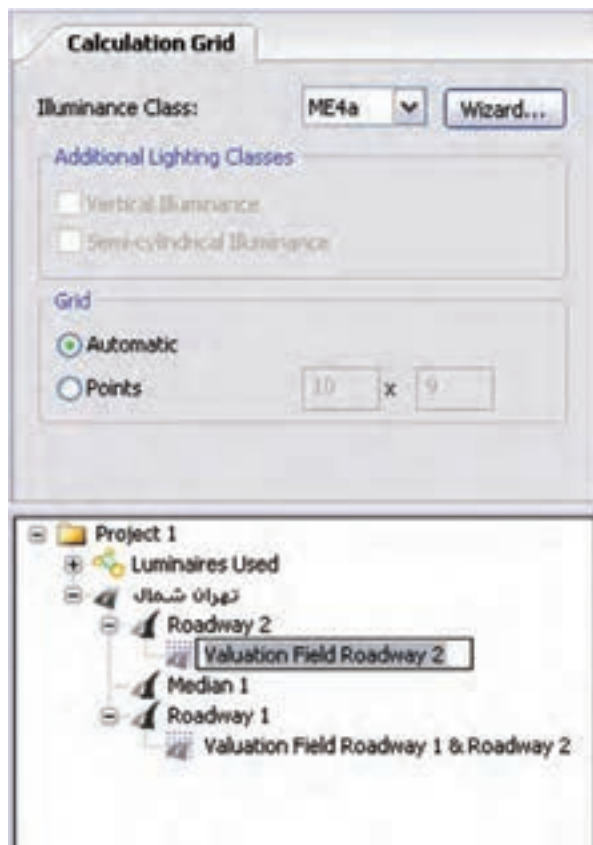 Calculation Grid
Illuminance Class: ME4a Wizard...
Additional Lighting Classes
Vertical Illuminance
Semi-cylindrical Illuminance
Grid
Automatic
Points 10 x 9
Project 1
Luminaires Used
تهران شمال
Roadway 2
Valuation Field Roadway 2
Median 1
Roadway 1
Valuation Field Roadway 1 & Roadway 2